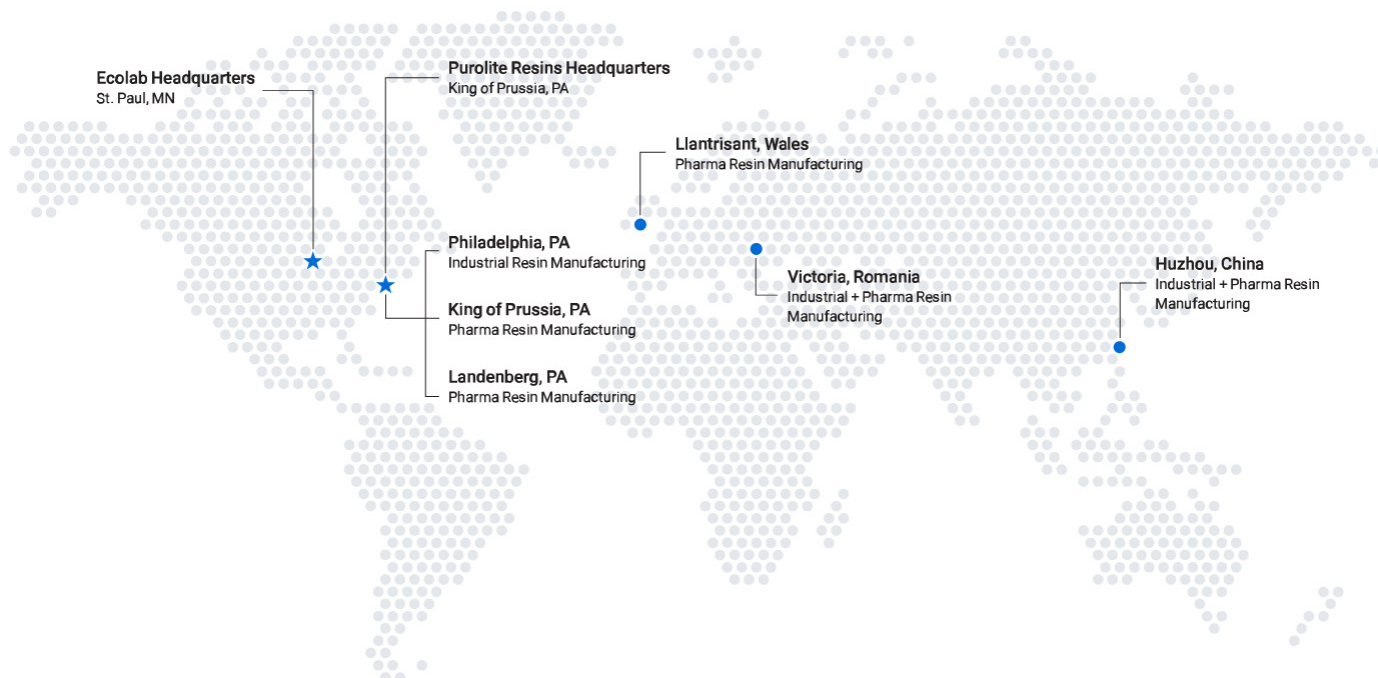 Ecolab Headquarters
St. Paul, MN
Purolite Resins Headquarters
King of Prussia, PA
Llantrisant, Wales
Pharma Resin Manufacturing
Philadelphia, PA
Industrial Resin Manufacturing
King of Prussia, PA
Pharma Resin Manufacturing
Landenberg, PA
Pharma Resin Manufacturing
Victoria, Romania
Industrial + Pharma Resin
Manufacturing
Huzhou, China
Industrial + Pharma Resin
Manufacturing